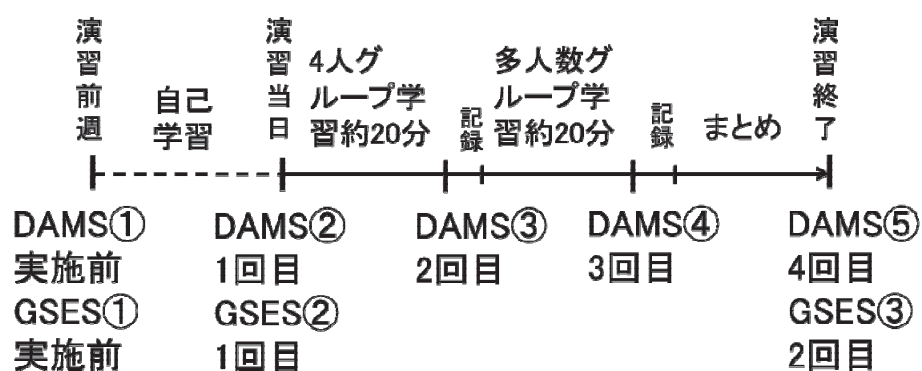 演習前週
自己
学習
演習当日
4人グ
ループ学
習約20分
記録
多人数グ
ループ学
習約20分
記録
まとめ
演習終了
DAMS①
実施前
GSES①
実施前
DAMS②
1回目
GSES②
1回目
DAMS③
2回目
DAMS④
3回目
DAMS⑤
4回目
GSES③
2回目